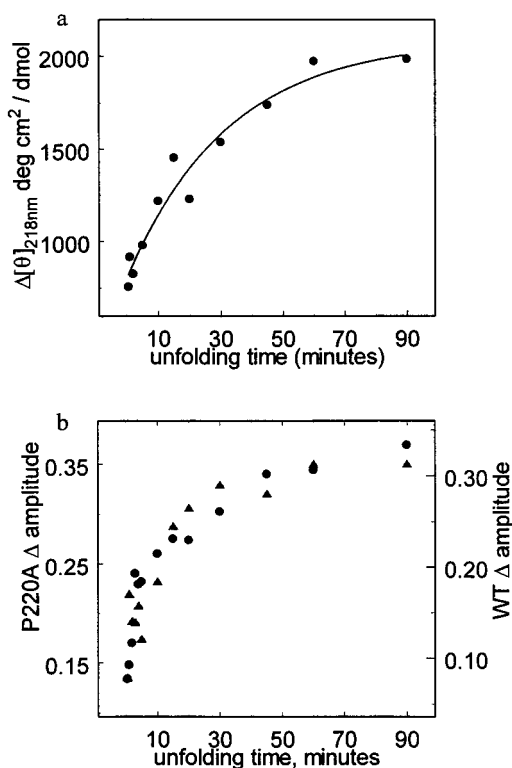 a
Δ[θ]218nm deg cm2 / dmol
2000
1500
1000
10 30 50 70 90
unfolding time (minutes)
b
P220A Δ amplitude
0.35
0.25
0.15
WT Δ amplitude
0.30
0.20
0.10
10 30 50 70 90
unfolding time, minutes